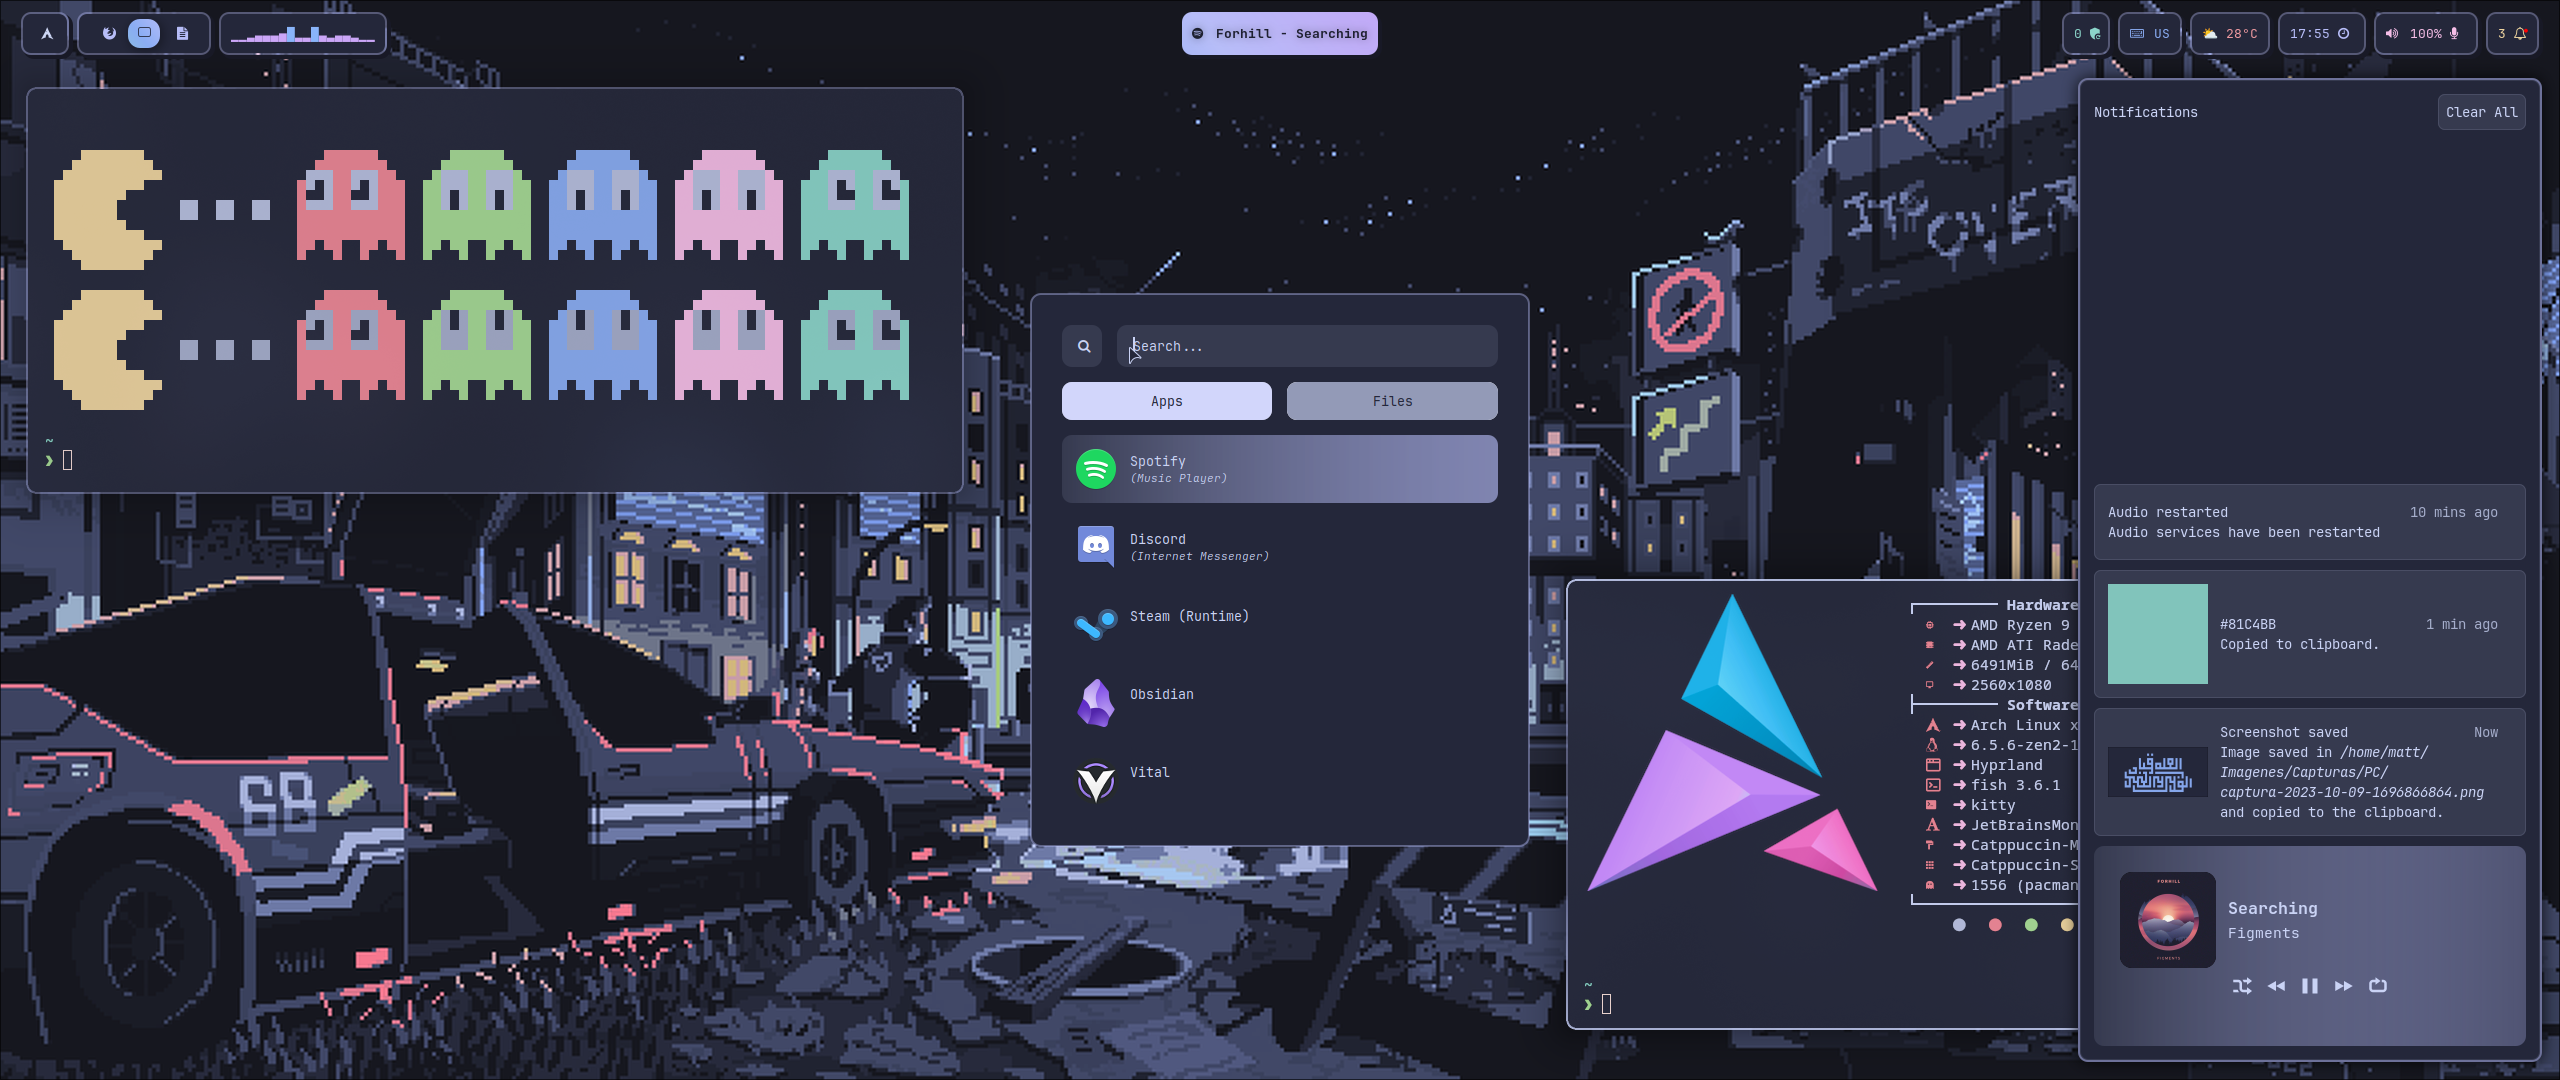 Forhill - Searching
0
US
28°C
17:55
100%
3
~
❯
Search...
Apps
Files
Spotify
(Music Player)
Discord
(Internet Messenger)
Steam (Runtime)
Obsidian
Vital
Hardware
➜ AMD Ryzen 9
➜ AMD ATI Rade
➜ 6491MiB / 64
➜ 2560x1080
Software
➜ Arch Linux x
➜ 6.5.6-zen2-1
➜ Hyprland
➜ fish 3.6.1
➜ kitty
➜ JetBrainsMon
➜ Catppuccin-M
➜ Catppuccin-S
➜ 1556 (pacman
~
❯
Notifications
Clear All
Audio restarted 10 mins ago
Audio services have been restarted
#81C4BB 1 min ago
Copied to clipboard.
Screenshot saved Now
Image saved in /home/matt/
Imagenes/Capturas/PC/
captura-2023-10-09-1696866864.png
and copied to the clipboard.
FORHILL
FIGMENTS
Searching
Figments
68